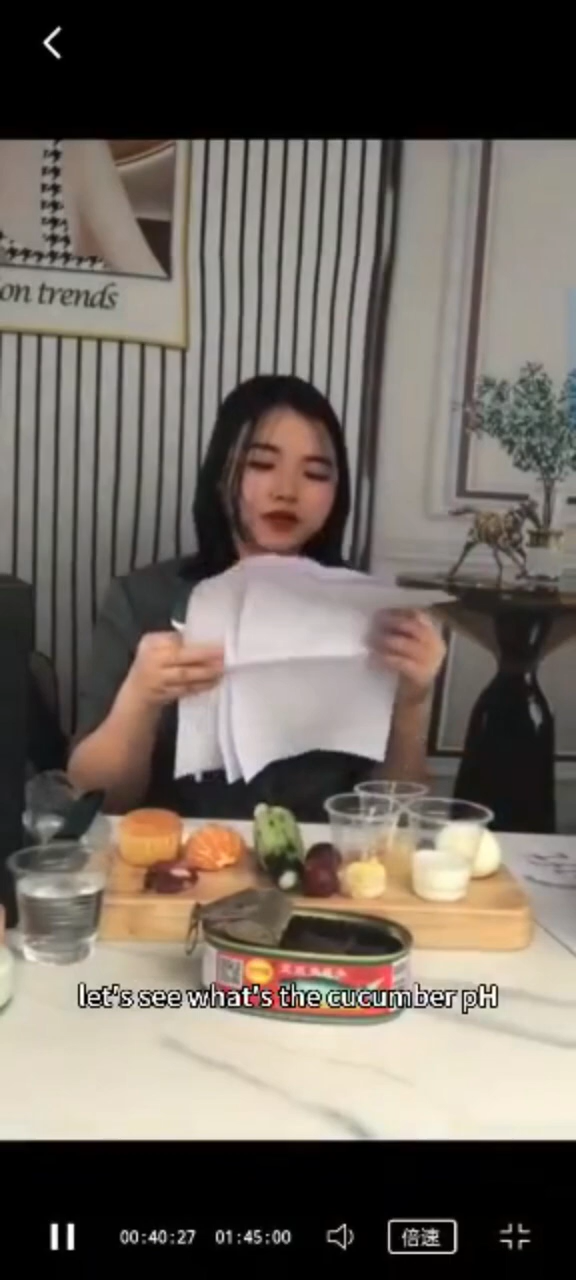 on trends
let's see what's the cucumber pH
00:40:27 01:45:00 倍速